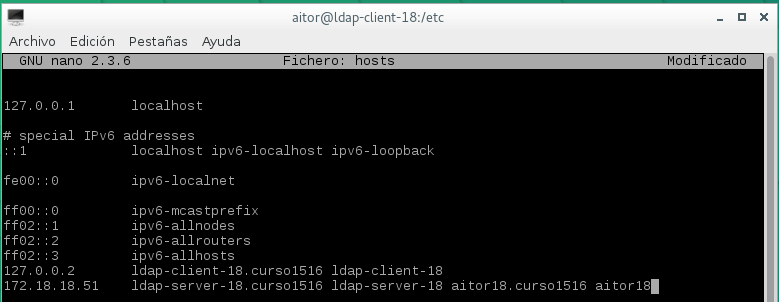 aitor@ldap-client-18:/etc
Archivo Edición Pestañas Ayuda
GNU nano 2.3.6 Fichero: hosts Modificado
127.0.0.1 localhost
# special IPv6 addresses
::1 localhost ipv6-localhost ipv6-loopback
fe00::0 ipv6-localnet
ff00::0 ipv6-mcastprefix
ff02::1 ipv6-allnodes
ff02::2 ipv6-allrouters
ff02::3 ipv6-allhosts
127.0.0.2 ldap-client-18.curso1516 ldap-client-18
172.18.18.51 ldap-server-18.curso1516 ldap-server-18 aitor18.curso1516 aitor18